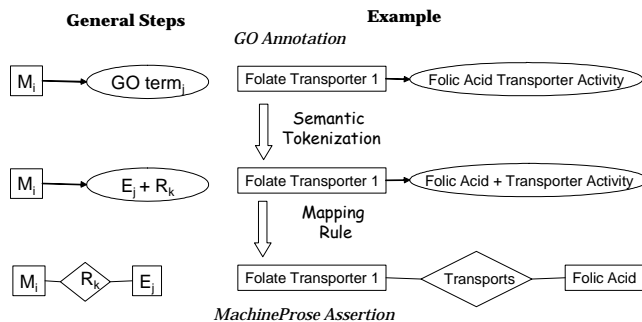 General Steps
Example
GO Annotation
Mi
GO termj
Folate Transporter 1
Folic Acid Transporter Activity
Semantic
Tokenization
Mi
Ej + Rk
Folate Transporter 1
Folic Acid + Transporter Activity
Mapping
Rule
Mi
Rk
Ej
Folate Transporter 1
Transports
Folic Acid
MachineProse Assertion